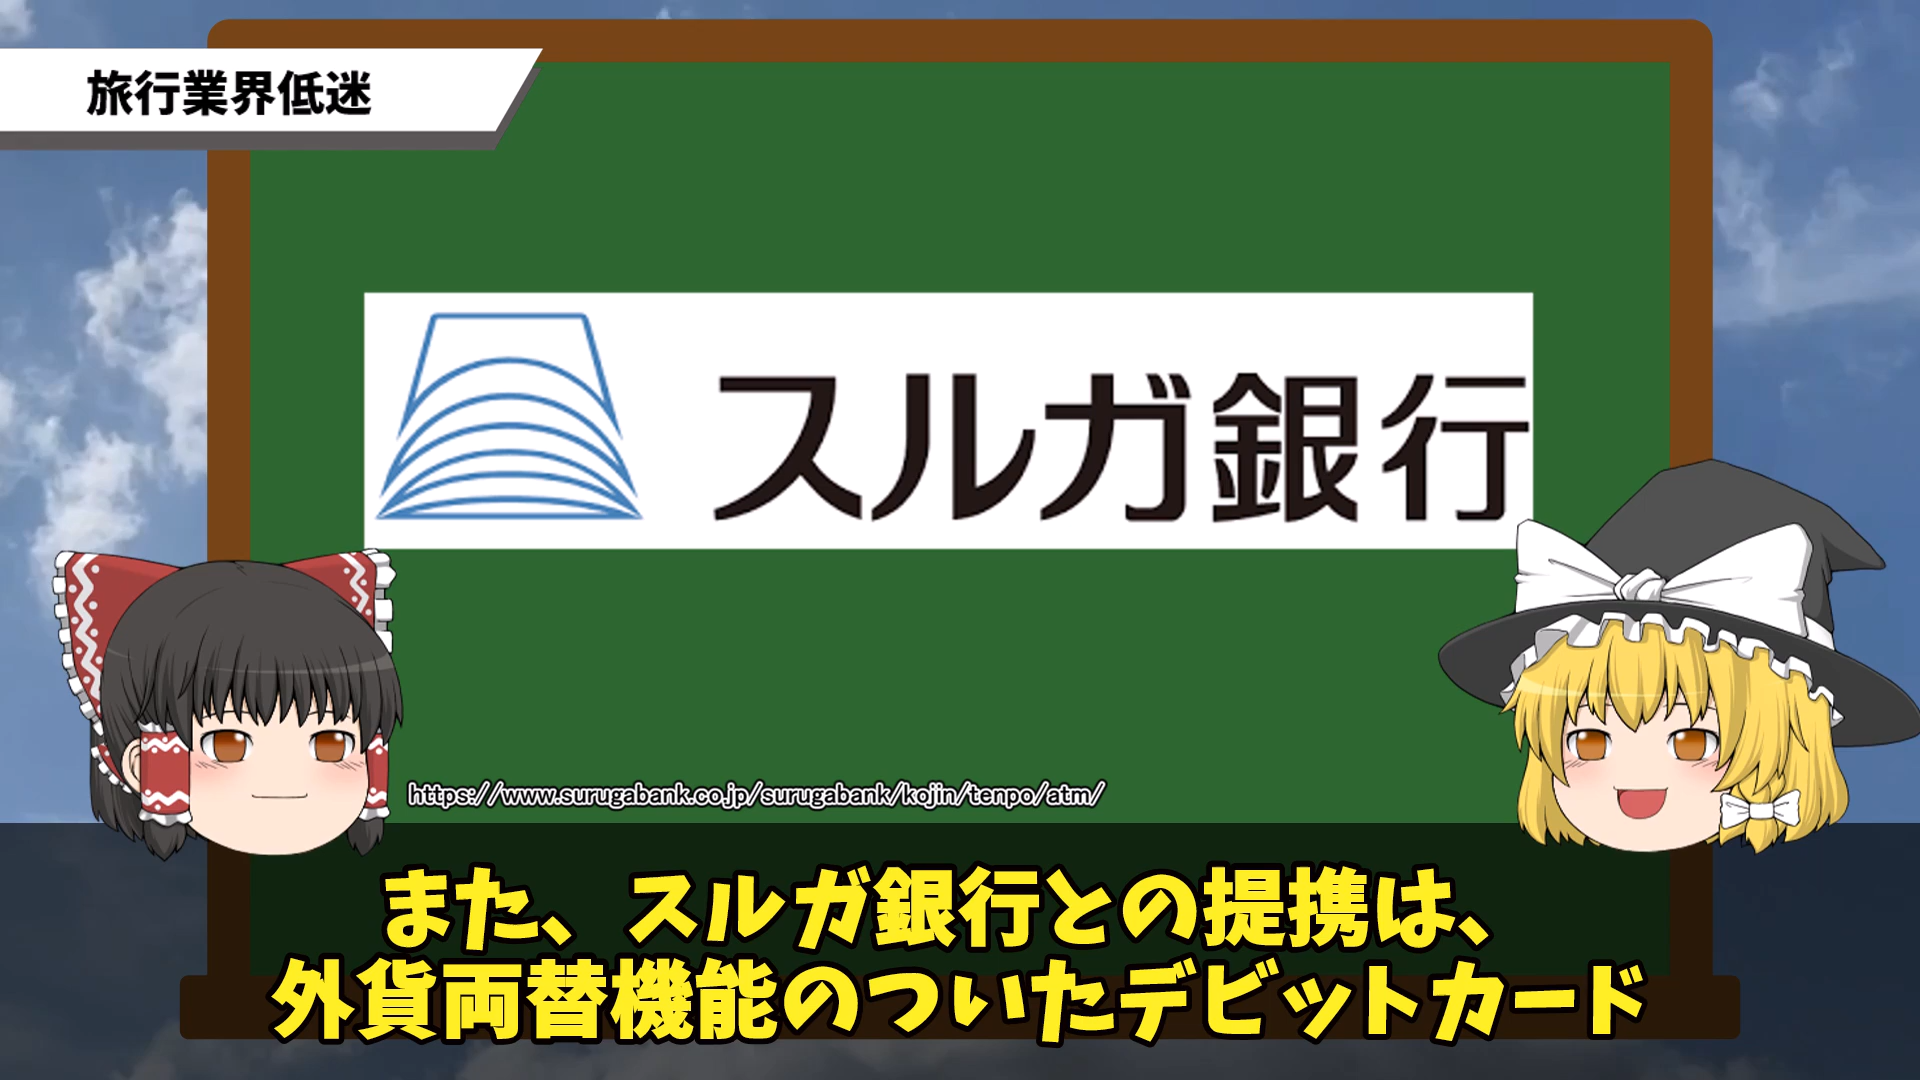 旅行業界低迷
スルガ銀行
https://www.surugabank.co.jp/surugabank/kojin/tenpo/atm/
また、スルガ銀行との提携は、
外貨両替機能のついたデビットカード